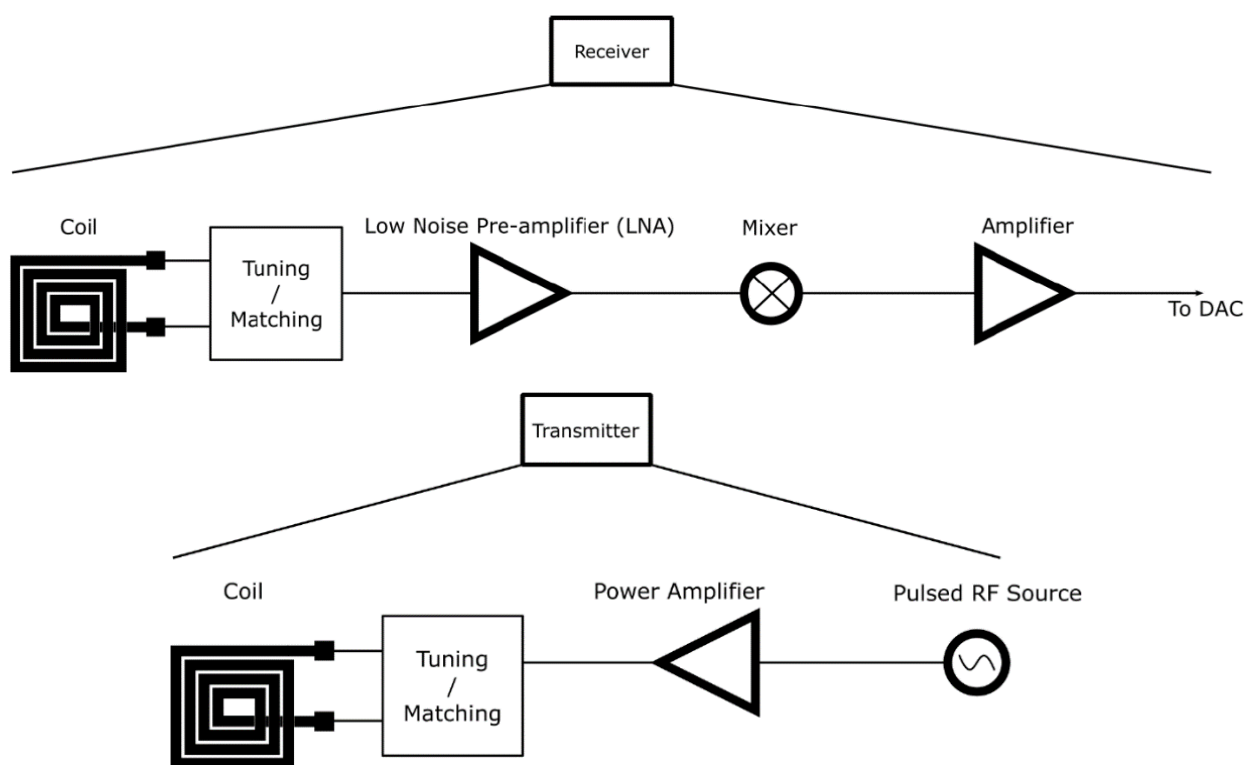 Receiver
Coil
Low Noise Pre-amplifier (LNA)
Mixer
Amplifier
Tuning
/
Matching
To DAC
Transmitter
Coil
Power Amplifier
Pulsed RF Source
Tuning
/
Matching